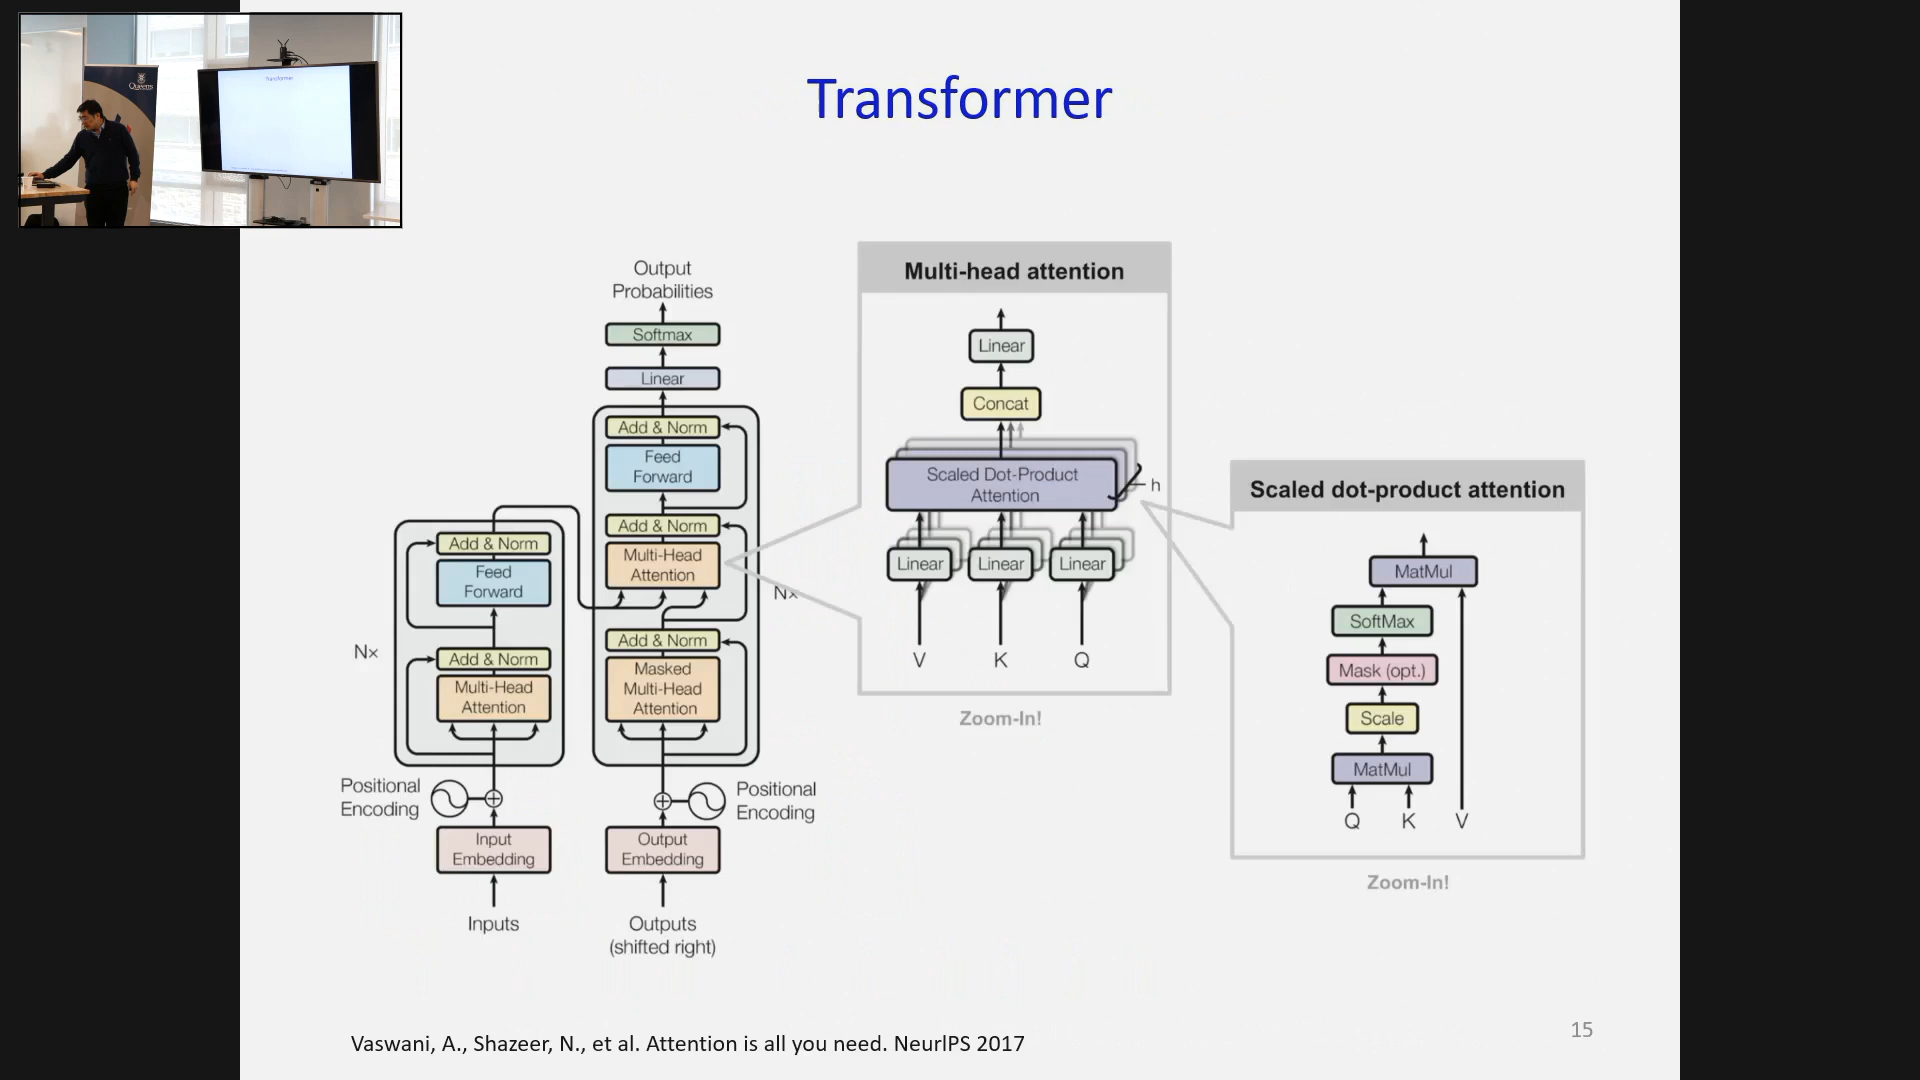 Queen's
Transformer
Transformer
Output
Probabilities
Softmax
Linear
Add & Norm
Feed
Forward
Add & Norm
Multi-Head
Attention
Add & Norm
Masked
Multi-Head
Attention
Nx
Add & Norm
Feed
Forward
Add & Norm
Multi-Head
Attention
Nx
Positional
Encoding
Positional
Encoding
Input
Embedding
Output
Embedding
Inputs
Outputs
(shifted right)
Multi-head attention
Linear
Concat
Scaled Dot-Product
Attention
h
Linear
Linear
Linear
V
K
Q
Zoom-In!
Scaled dot-product attention
MatMul
SoftMax
Mask (opt.)
Scale
MatMul
Q
K
V
Zoom-In!
Vaswani, A., Shazeer, N., et al. Attention is all you need. NeurIPS 2017
15